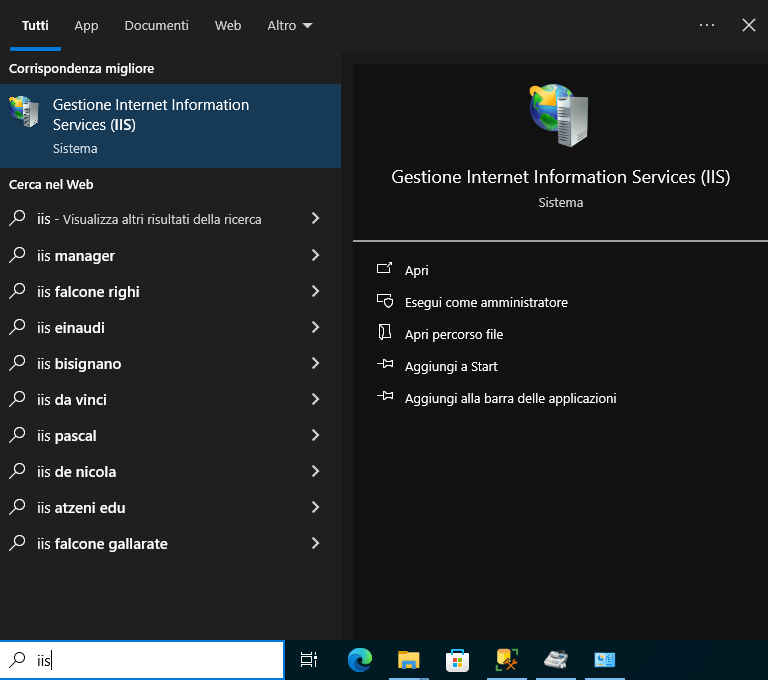 Tutti App Documenti Web Altro
Corrispondenza migliore
Gestione Internet Information
Services (IIS)
Sistema
Cerca nel Web
iis - Visualizza altri risultati della ricerca
iis manager
iis falcone righi
iis einaudi
iis bisignano
iis da vinci
iis pascal
iis de nicola
iis atzeni edu
iis falcone gallarate
Gestione Internet Information Services (IIS)
Sistema
Apri
Esegui come amministratore
Apri percorso file
Aggiungi a Start
Aggiungi alla barra delle applicazioni
iis